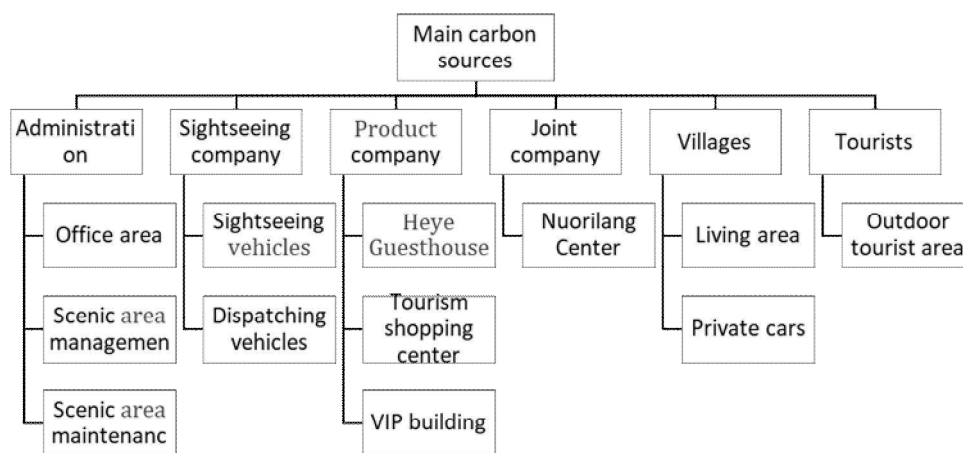 Main carbon
sources
Administrati
on
Sightseeing
company
Product
company
Joint
company
Villages
Tourists
Office area
Sightseeing
vehicles
Heye
Guesthouse
Nuorilang
Center
Living area
Outdoor
tourist area
Scenic area
managemen
Dispatching
vehicles
Tourism
shopping
center
Private cars
Scenic area
maintenanc
VIP building